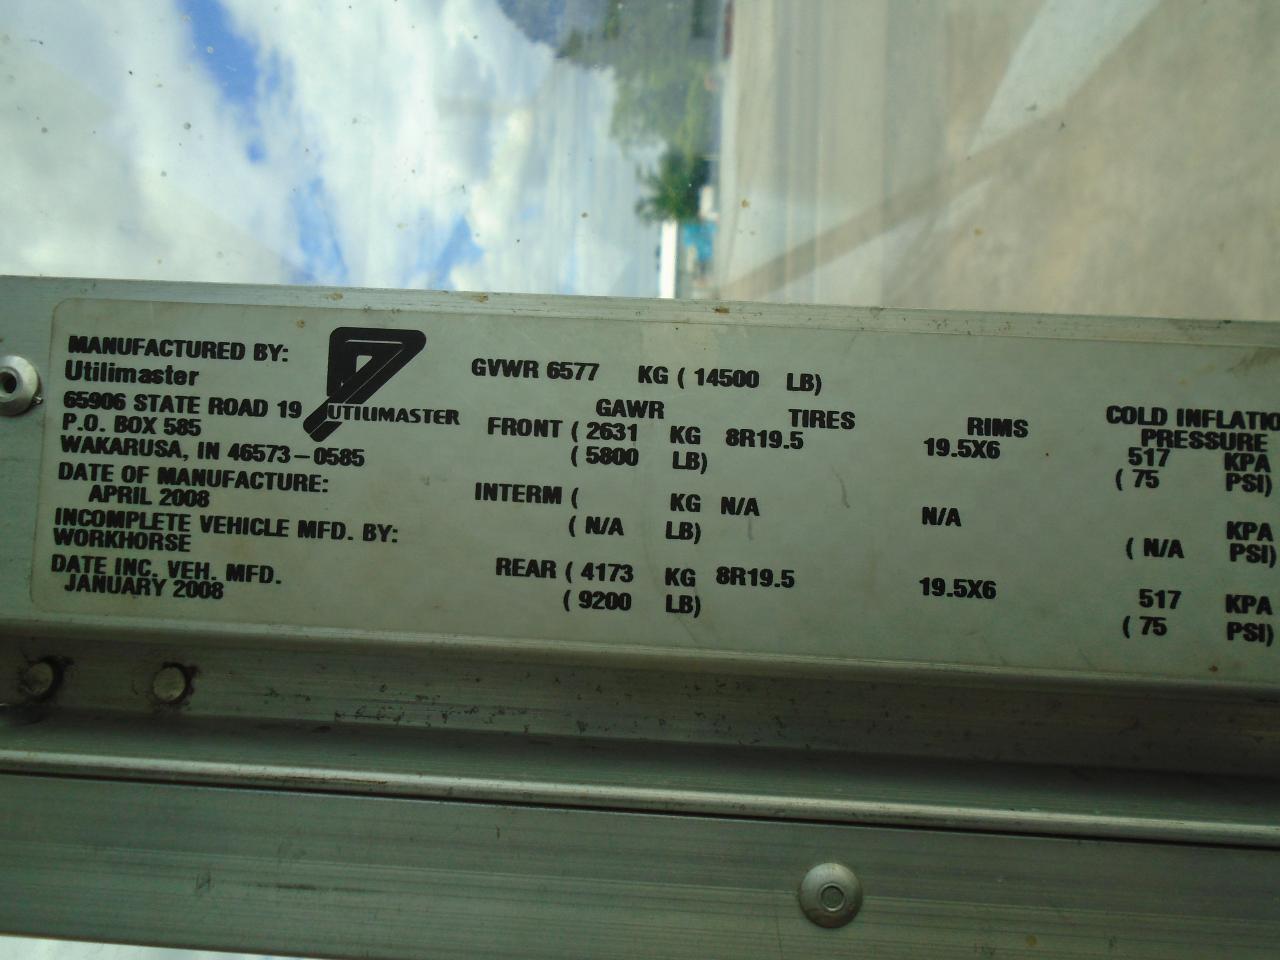 MANUFACTURED BY:
Utilimaster
65906 STATE ROAD 19
P.O. BOX 585
WAKARUSA, IN 46573-0585
DATE OF MANUFACTURE:
APRIL 2008
INCOMPLETE VEHICLE MFD. BY:
WORKHORSE
DATE INC. VEH. MFD.
JANUARY 2008
UTILIMASTER
GVWR 6577 KG ( 14500 LB)
GAWR TIRES RIMS COLD INFLATIO
PRESSURE
FRONT ( 2631 KG 8R19.5 19.5X6 517 KPA
( 5800 LB) ( 75 PSI)
INTERM ( KG N/A N/A KPA
( N/A LB) ( N/A PSI)
REAR ( 4173 KG 8R19.5 19.5X6 517 KPA
( 9200 LB) ( 75 PSI)